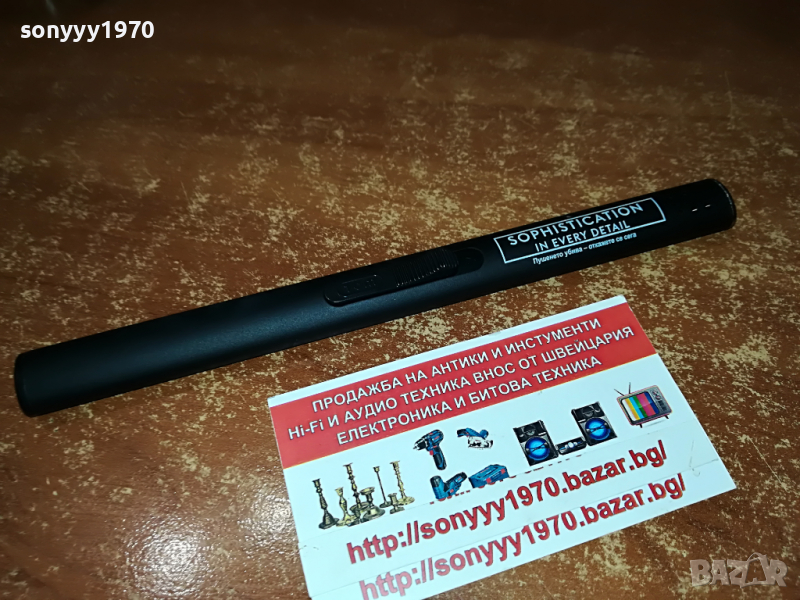 sonyyy1970
SOPHISTICATION
IN EVERY DETAIL
Пушенето убива – откажете се сега
ПРОДАЖБА НА АНТИКИ И ИНСТУМЕНТИ
Hi-Fi И АУДИО ТЕХНИКА ВНОС ОТ ШВЕЙЦАРИЯ
ЕЛЕКТРОНИКА И БИТОВА ТЕХНИКА
http://sonyyy1970.bazar.bg/
http://sonyyy1970.bazar.bg/
BAZAR